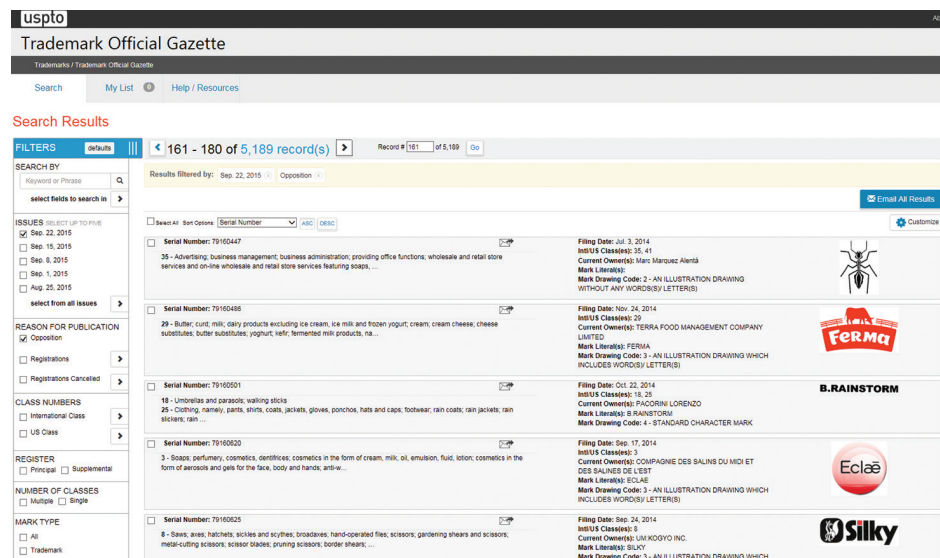 uspto
Trademark Official Gazette
Trademarks / Trademark Official Gazette
Search My List 0 Help / Resources
Search Results
FILTERS defaults
SEARCH BY
Keyword or Phrase
select fields to search in
ISSUES SELECT UP TO FIVE
Sep. 22, 2015
Sep. 15, 2015
Sep. 8, 2015
Sep. 1, 2015
Aug. 25, 2015
select from all issues
REASON FOR PUBLICATION
Opposition
Registrations
Registrations Cancelled
CLASS NUMBERS
International Class
US Class
REGISTER
Principal Supplemental
NUMBER OF CLASSES
Multiple Single
MARK TYPE
All
Trademark
161 - 180 of 5,189 record(s) Record # 161 of 5,189 Go
Results filtered by: Sep. 22, 2015 Opposition
Email All Results
Select All Sort Options: Serial Number ASC DESC
Customize
Serial Number: 79160447
35 - Advertising; business management; business administration; providing office functions; wholesale and retail store
services and on-line wholesale and retail store services featuring soaps, ...
Filing Date: Jul. 3, 2014
Intl/US Class(es): 35, 41
Current Owner(s): Marc Marquez Alentá
Mark Literal(s):
Mark Drawing Code: 2 - AN ILLUSTRATION DRAWING
WITHOUT ANY WORDS(S)/ LETTER(S)
Serial Number: 79160486
29 - Butter; curd; milk; dairy products excluding ice cream, ice milk and frozen yogurt; cream; cream cheese; cheese
substitutes; butter substitutes; yoghurt; kefir; fermented milk products, na...
Filing Date: Nov. 24, 2014
Intl/US Class(es): 29
Current Owner(s): TERRA FOOD MANAGEMENT COMPANY
LIMITED
Mark Literal(s): FERMA
Mark Drawing Code: 3 - AN ILLUSTRATION DRAWING WHICH
INCLUDES WORD(S)/ LETTER(S)
FERMA
Serial Number: 79160501
18 - Umbrellas and parasols; walking sticks
25 - Clothing, namely, pants, shirts, coats, jackets, gloves, ponchos, hats and caps; footwear; rain coats; rain jackets; rain
slickers; rain ...
Filing Date: Oct. 22, 2014
Intl/US Class(es): 18, 25
Current Owner(s): PACORINI LORENZO
Mark Literal(s): B.RAINSTORM
Mark Drawing Code: 4 - STANDARD CHARACTER MARK
B.RAINSTORM
Serial Number: 79160620
3 - Soaps; perfumery, cosmetics, dentifrices; cosmetics in the form of cream, milk, oil, emulsion, fluid, lotion; cosmetics in the
form of aerosols and gels for the face, body and hands; anti-w...
Filing Date: Sep. 17, 2014
Intl/US Class(es): 3
Current Owner(s): COMPAGNIE DES SALINS DU MIDI ET
DES SALINES DE L'EST
Mark Literal(s): ECLAE
Mark Drawing Code: 3 - AN ILLUSTRATION DRAWING WHICH
INCLUDES WORD(S)/ LETTER(S)
Eclaē
Serial Number: 79160625
8 - Saws; axes; hatchets; sickles and scythes; broadaxes; hand-operated files; scissors; gardening shears and scissors;
metal-cutting scissors; scissor blades; pruning scissors; border shears; ...
Filing Date: Sep. 24, 2014
Intl/US Class(es): 8
Current Owner(s): UM KOGYO INC.
Mark Literal(s): SILKY
Mark Drawing Code: 3 - AN ILLUSTRATION DRAWING WHICH
Silky